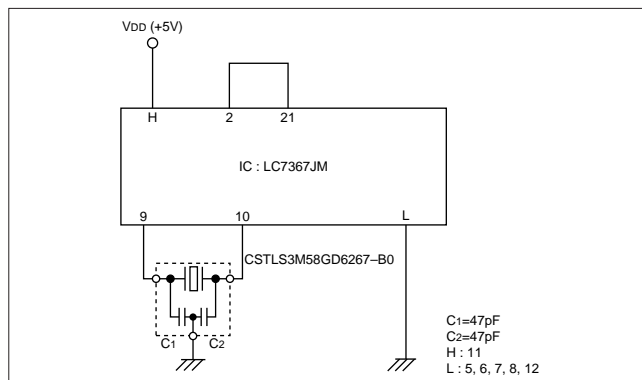 VDD (+5V)
H
2
21
IC : LC7367JM
9
10
L
CSTLS3M58GD6267–B0
C1
C2
C1=47pF
C2=47pF
H : 11
L : 5, 6, 7, 8, 12